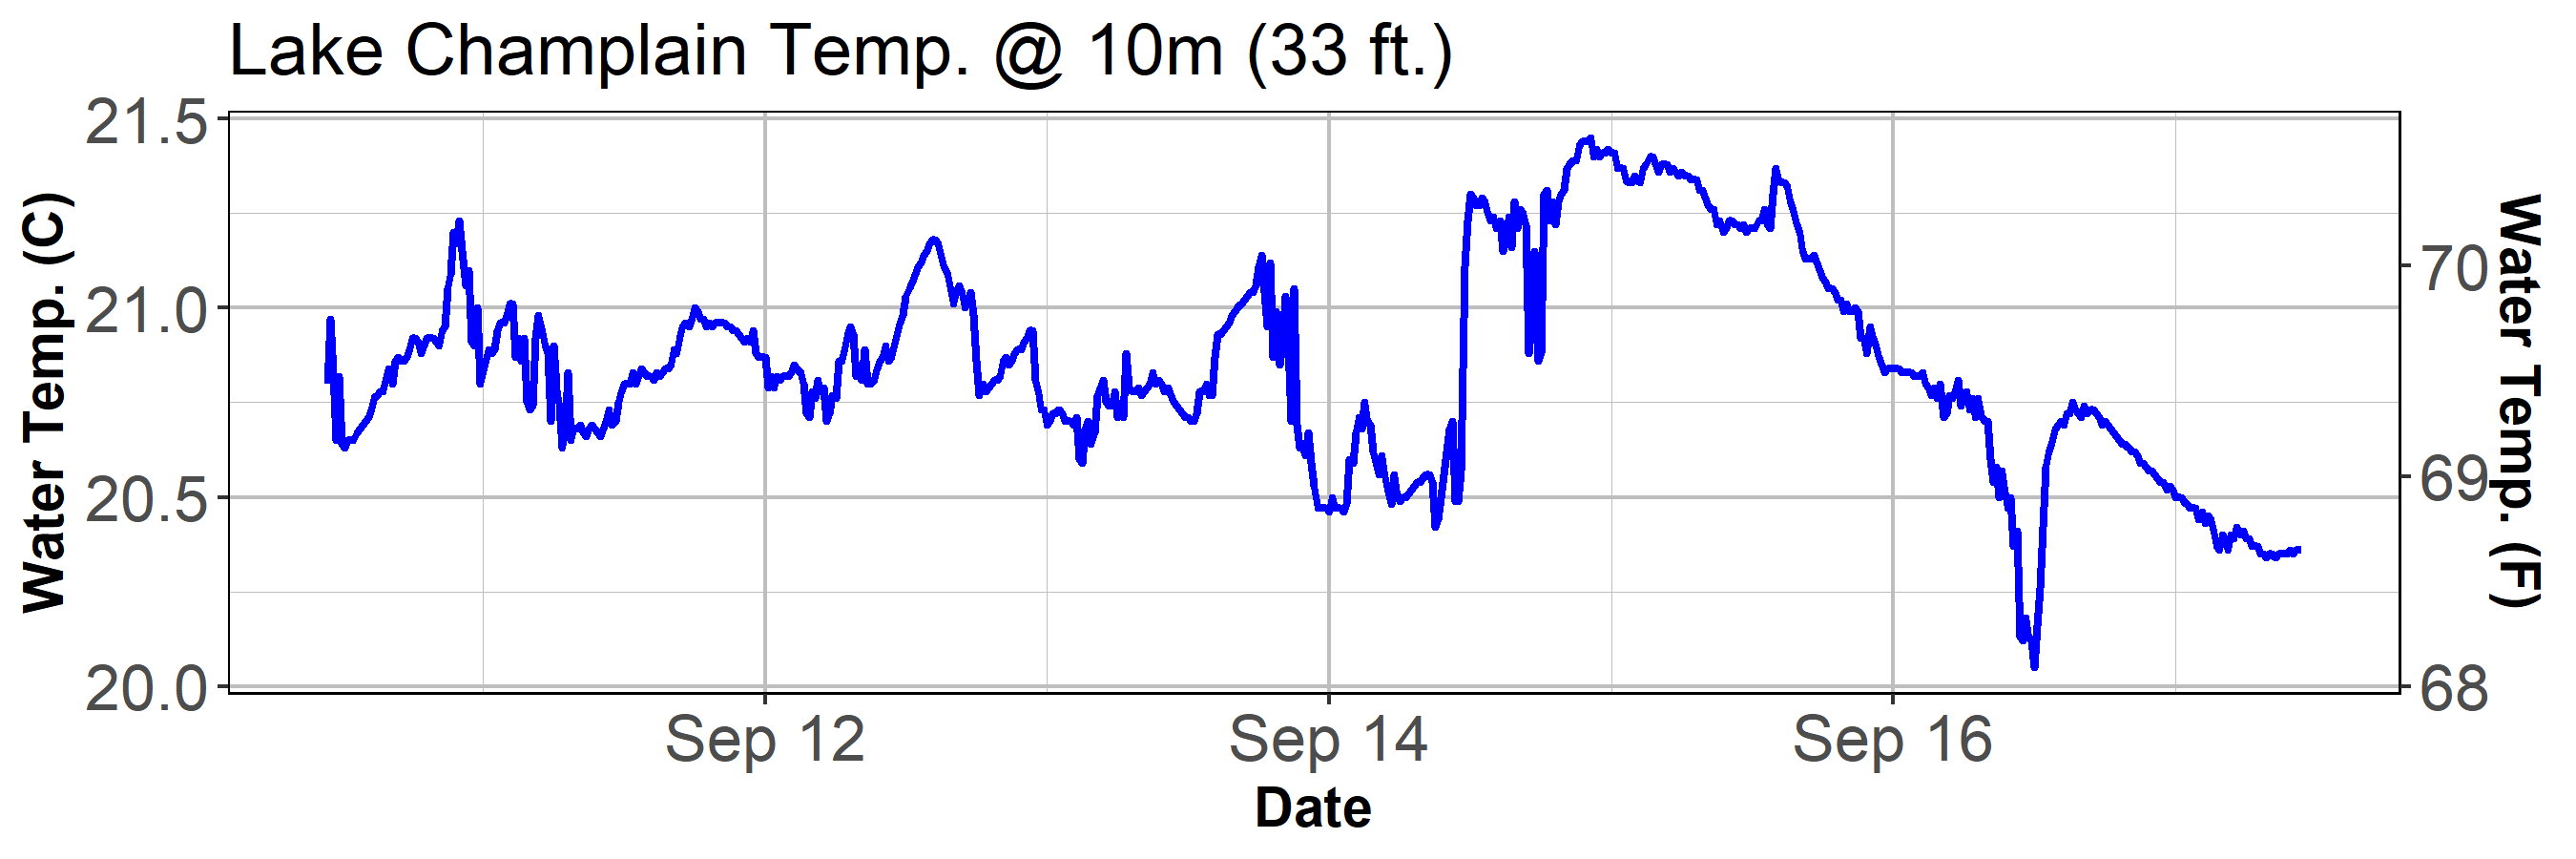 Lake Champlain Temp. @ 10m (33 ft.)
Water Temp. (C)
21.5
21.0
20.5
20.0
70
69
68
Water Temp. (F)
Sep 12 Sep 14 Sep 16
Date